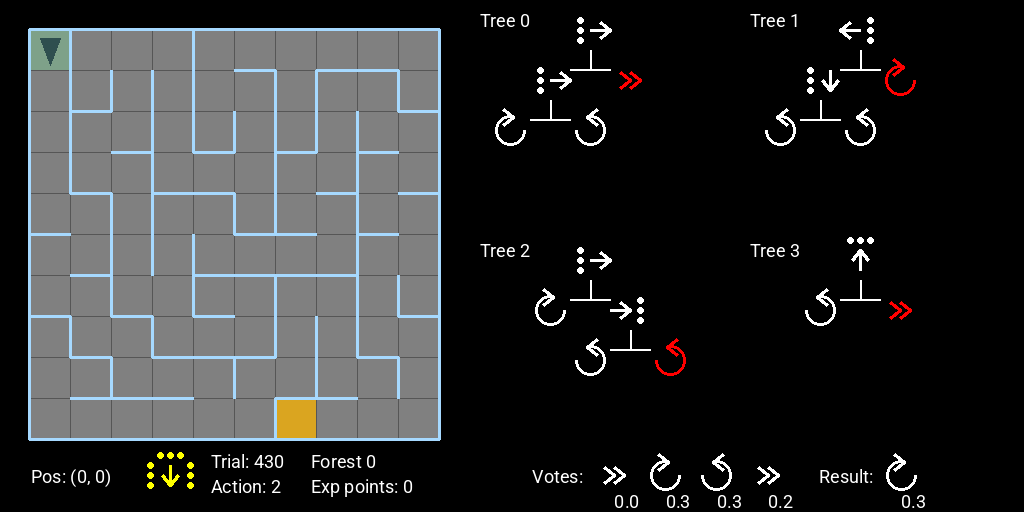 Tree 0
Tree 1
Tree 2
Tree 3
Pos: (0, 0)
Trial: 430
Forest 0
Action: 2
Exp points: 0
Votes:
0.0
0.3
0.3
0.2
Result:
0.3